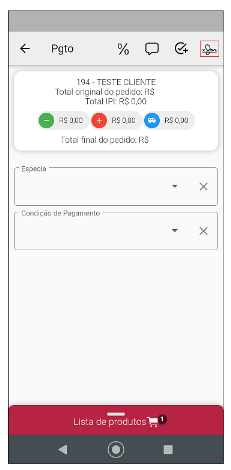 Pgto
%
194 - TESTE CLIENTE
Total original do pedido: R$
Total IPI: R$ 0,00
R$ 0,00 R$ 0,00 R$ 0,00
Total final do pedido: R$
Especie
Condição de Pagamento
Lista de produtos 1